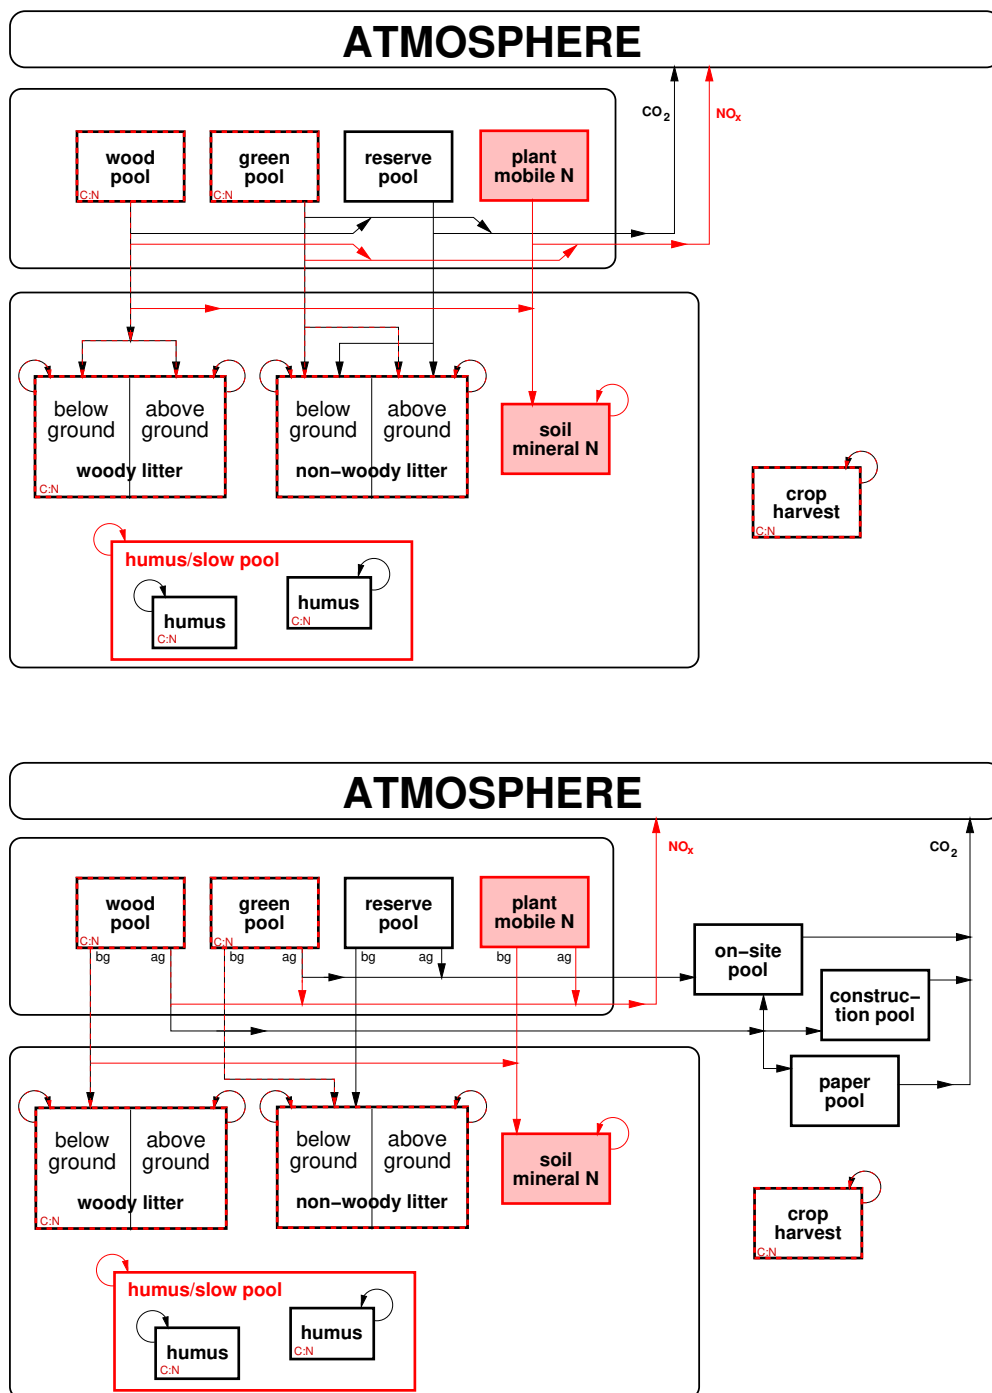 ATMOSPHERE
CO2
NOx
wood
pool
C:N
green
pool
C:N
reserve
pool
plant
mobile N
below
ground
above
ground
woody litter
C:N
below
ground
above
ground
non−woody litter
soil
mineral N
crop
harvest
C:N
humus/slow pool
humus
C:N
humus
C:N
ATMOSPHERE
NOx
CO2
wood
pool
C:N
bg
ag
green
pool
C:N
bg
ag
reserve
pool
bg
ag
plant
mobile N
bg
ag
on−site
pool
construc−
tion pool
paper
pool
below
ground
above
ground
woody litter
C:N
below
ground
above
ground
non−woody litter
soil
mineral N
crop
harvest
C:N
humus/slow pool
humus
C:N
humus
C:N